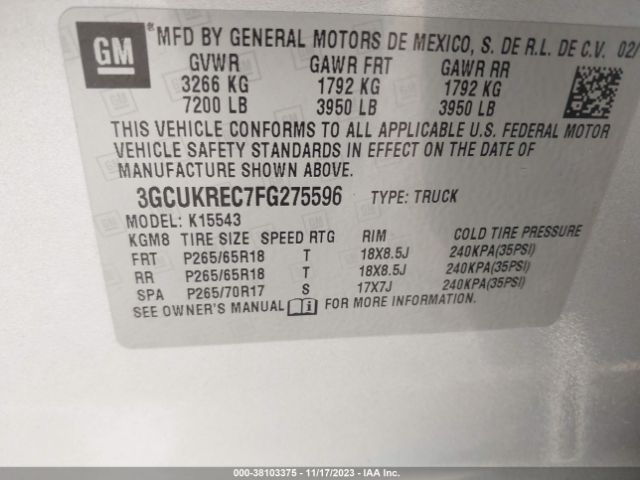 GM MFD BY GENERAL MOTORS DE MEXICO, S. DE R.L. DE C.V. 02/
GVWR GAWR FRT GAWR RR
3266 KG 1792 KG 1792 KG
7200 LB 3950 LB 3950 LB
THIS VEHICLE CONFORMS TO ALL APPLICABLE U.S. FEDERAL MOTOR
VEHICLE SAFETY STANDARDS IN EFFECT ON THE DATE OF
MANUFACTURE SHOWN ABOVE.
3GCUKREC7FG275596 TYPE: TRUCK
MODEL: K15543
KGM8 TIRE SIZE SPEED RTG RIM COLD TIRE PRESSURE
FRT P265/65R18 T 18X8.5J 240KPA(35PSI)
RR P265/65R18 T 18X8.5J 240KPA(35PSI)
SPA P265/70R17 S 17X7J 240KPA(35PSI)
SEE OWNER'S MANUAL i FOR MORE INFORMATION.
000-38103375 - 11/17/2023 - IAA Inc.